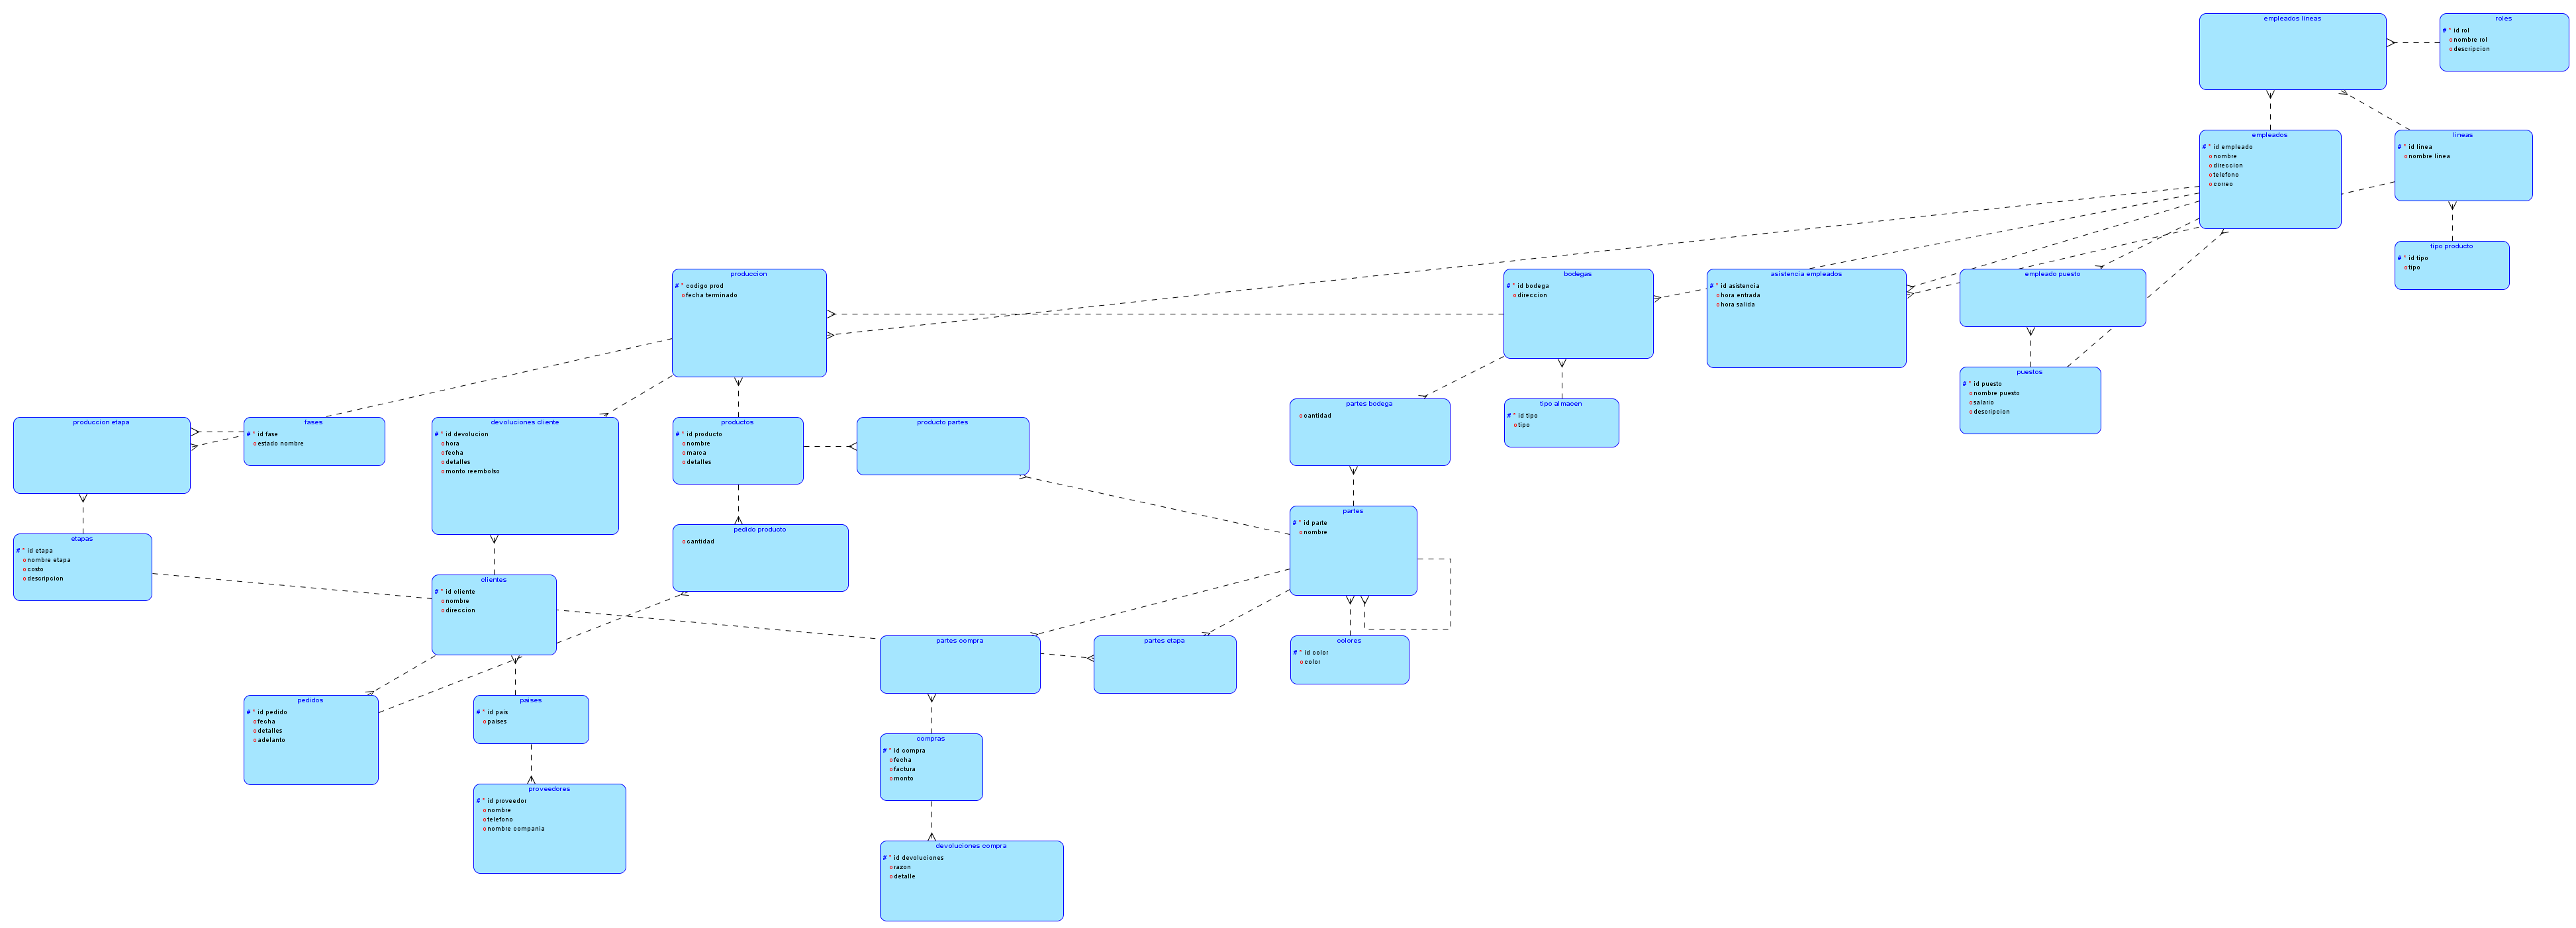 empleados lineas
roles
# * id rol
o nombre rol
o descripcion
empleados
# * id empleado
o nombre
o direccion
o telefono
o correo
lineas
# * id linea
o nombre linea
tipo producto
# * id tipo
o tipo
produccion
# * codigo prod
o fecha terminado
bodegas
# * id bodega
o direccion
asistencia empleados
# * id asistencia
o hora entrada
o hora salida
empleado puesto
puestos
# * id puesto
o nombre puesto
o salario
o descripcion
partes bodega
o cantidad
tipo almacen
# * id tipo
o tipo
produccion etapa
fases
# * id fase
o estado nombre
devoluciones cliente
# * id devolucion
o hora
o fecha
o detalles
o monto reembolso
productos
# * id producto
o nombre
o marca
o detalles
producto partes
partes
# * id parte
o nombre
pedido producto
o cantidad
etapas
# * id etapa
o nombre etapa
o costo
o descripcion
clientes
# * id cliente
o nombre
o direccion
partes compra
partes etapa
colores
# * id color
o color
pedidos
# * id pedido
o fecha
o detalles
o adelanto
paises
# * id pais
o paises
compras
# * id compra
o fecha
o factura
o monto
proveedores
# * id proveedor
o nombre
o telefono
o nombre compania
devoluciones compra
# * id devoluciones
o razon
o detalle